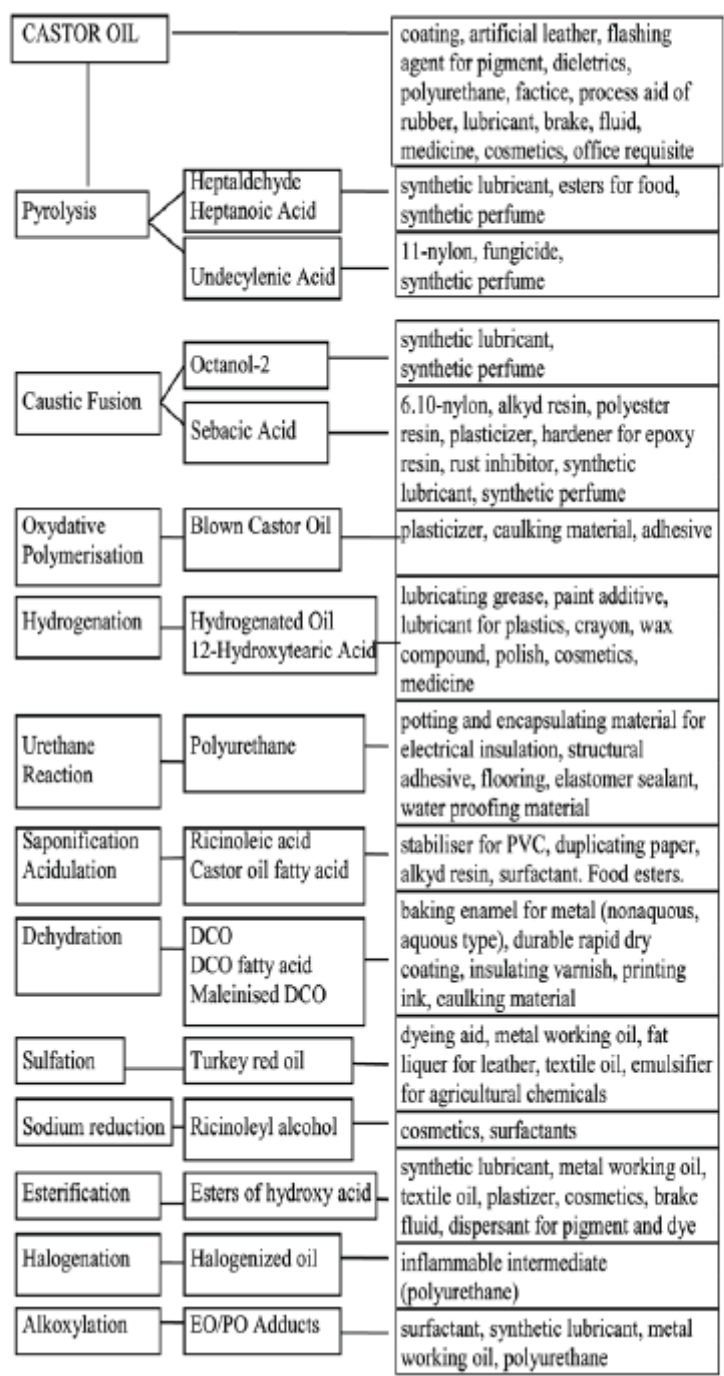 CASTOR OIL
coating, artificial leather, flashing
agent for pigment, dieletrics,
polyurethane, factice, process aid of
rubber, lubricant, brake, fluid,
medicine, cosmetics, office requisite
Pyrolysis
Heptaldehyde
Heptanoic Acid
synthetic lubricant, esters for food,
synthetic perfume
Undecylenic Acid
11-nylon, fungicide,
synthetic perfume
Caustic Fusion
Octanol-2
synthetic lubricant,
synthetic perfume
Sebacic Acid
6.10-nylon, alkyd resin, polyester
resin, plasticizer, hardener for epoxy
resin, rust inhibitor, synthetic
lubricant, synthetic perfume
Oxydative
Polymerisation
Blown Castor Oil
plasticizer, caulking material, adhesive
Hydrogenation
Hydrogenated Oil
12-Hydroxytearic Acid
lubricating grease, paint additive,
lubricant for plastics, crayon, wax
compound, polish, cosmetics,
medicine
Urethane
Reaction
Polyurethane
potting and encapsulating material for
electrical insulation, structural
adhesive, flooring, elastomer sealant,
water proofing material
Saponification
Acidulation
Ricinoleic acid
Castor oil fatty acid
stabiliser for PVC, duplicating paper,
alkyd resin, surfactant. Food esters.
Dehydration
DCO
DCO fatty acid
Maleinised DCO
baking enamel for metal (nonaquous,
aquous type), durable rapid dry
coating, insulating varnish, printing
ink, caulking material
Sulfation
Turkey red oil
dyeing aid, metal working oil, fat
liquer for leather, textile oil, emulsifier
for agricultural chemicals
Sodium reduction
Ricinoleyl alcohol
cosmetics, surfactants
Esterification
Esters of hydroxy acid
synthetic lubricant, metal working oil,
textile oil, plastizer, cosmetics, brake
fluid, dispersant for pigment and dye
Halogenation
Halogenized oil
inflammable intermediate
(polyurethane)
Alkoxylation
EO/PO Adducts
surfactant, synthetic lubricant, metal
working oil, polyurethane